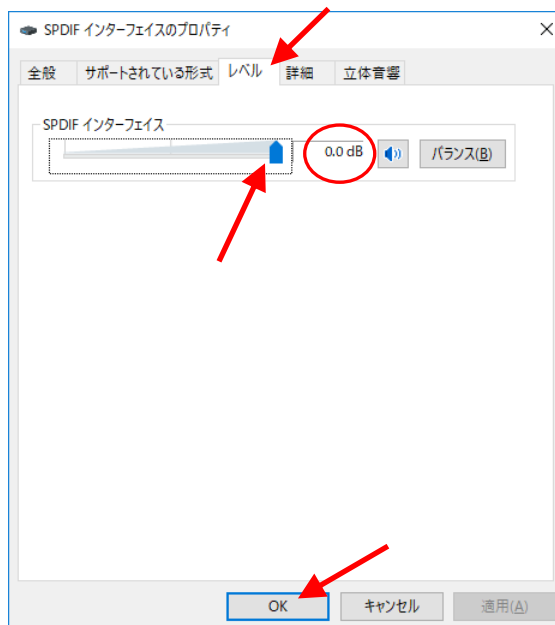 SPDIF インターフェイスのプロパティ
全般 サポートされている形式 レベル 詳細 立体音響
SPDIF インターフェイス
0.0 dB バランス(B)
OK キャンセル 適用(A)